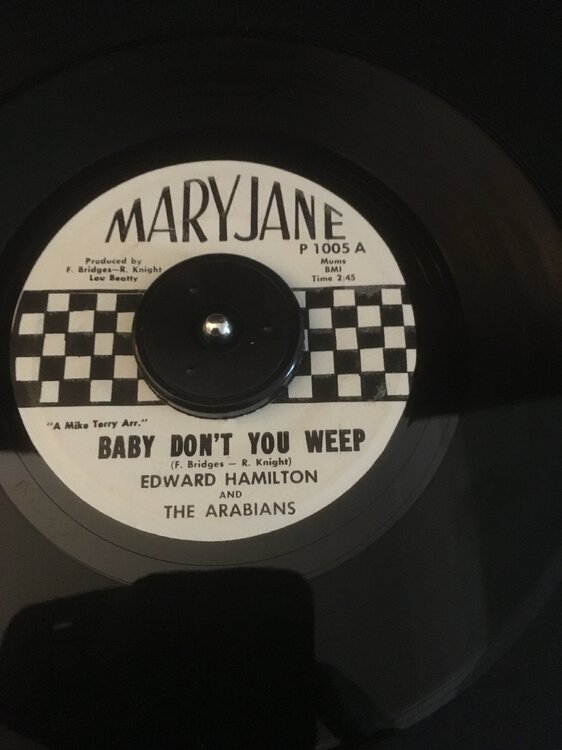 MARYJANE
P 1005 A
Produced by
F. Bridges—R. Knight
Lou Beatty
Mums
BMI
Time 2:45
"A Mike Terry Arr."
BABY DON'T YOU WEEP
(F. Bridges — R. Knight)
EDWARD HAMILTON
AND
THE ARABIANS